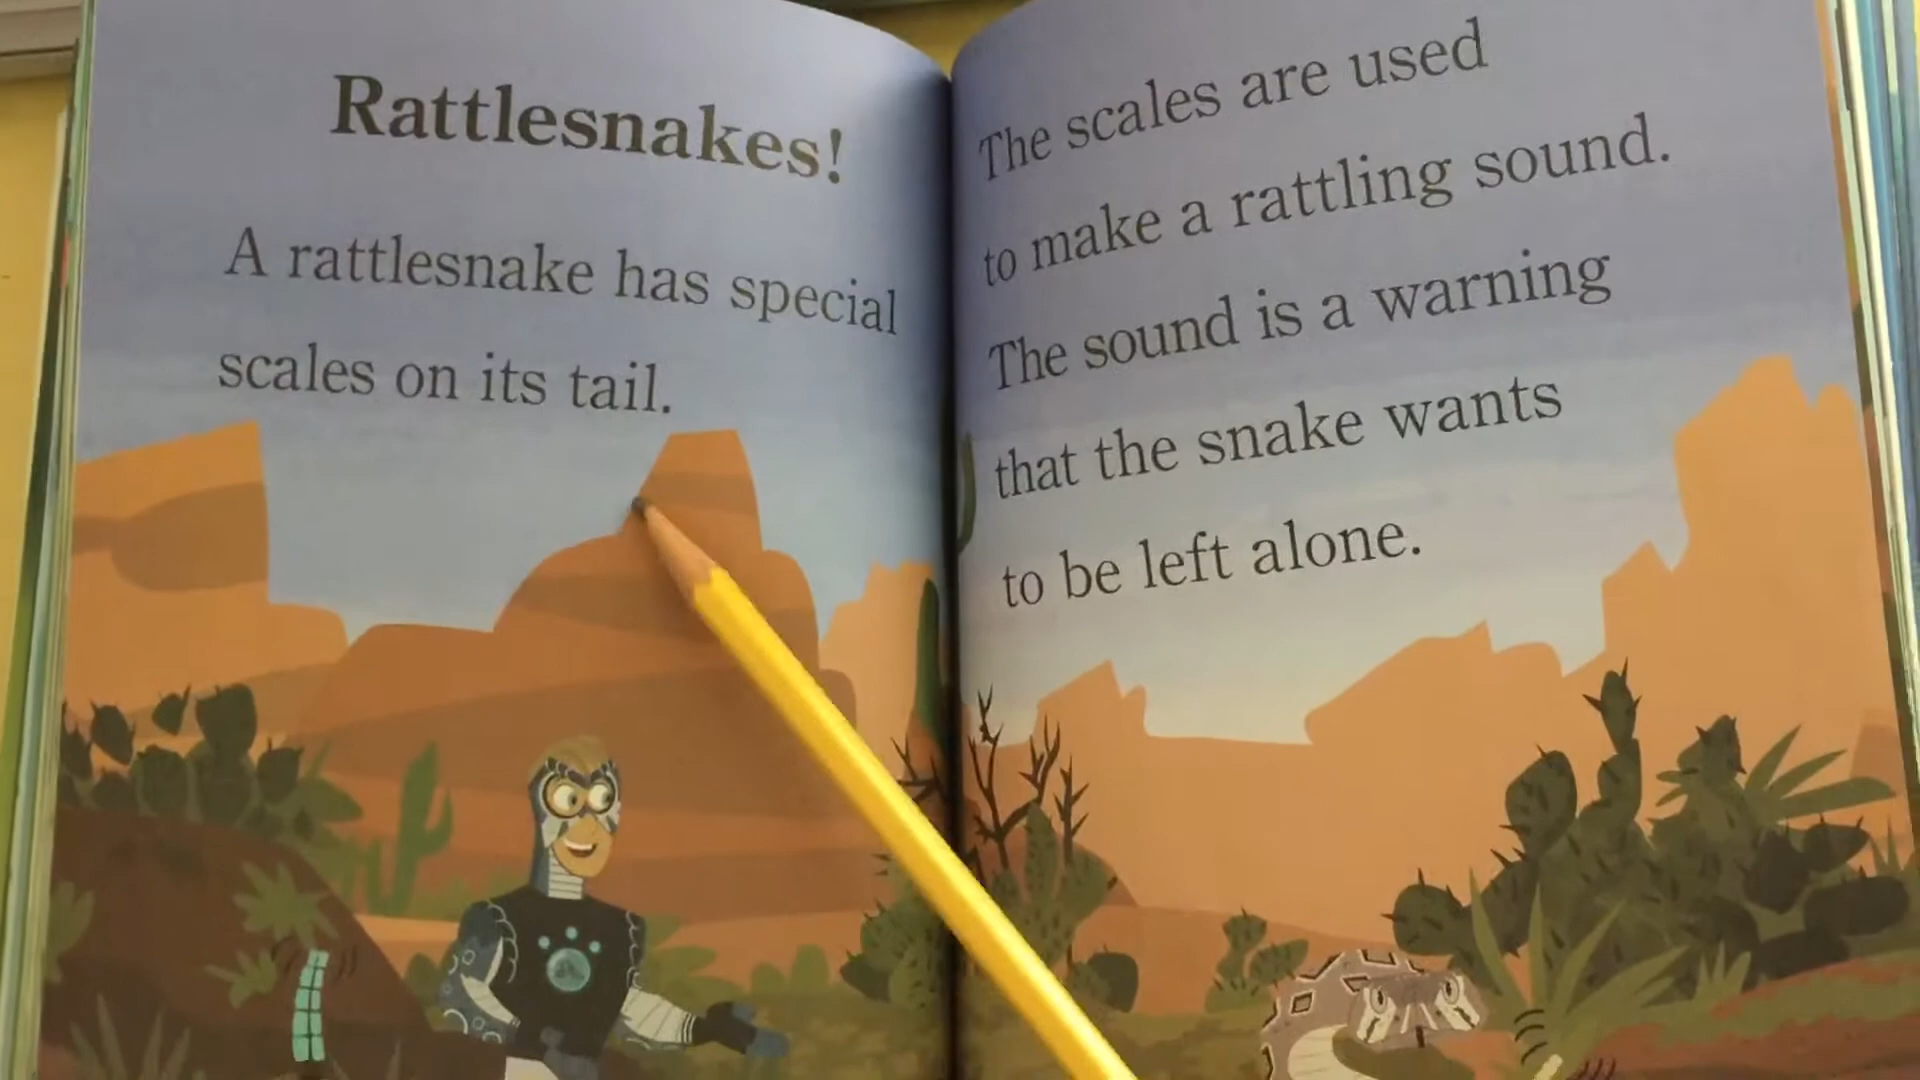 Rattlesnakes!
A rattlesnake has special
scales on its tail.
The scales are used
to make a rattling sound.
The sound is a warning
that the snake wants
to be left alone.